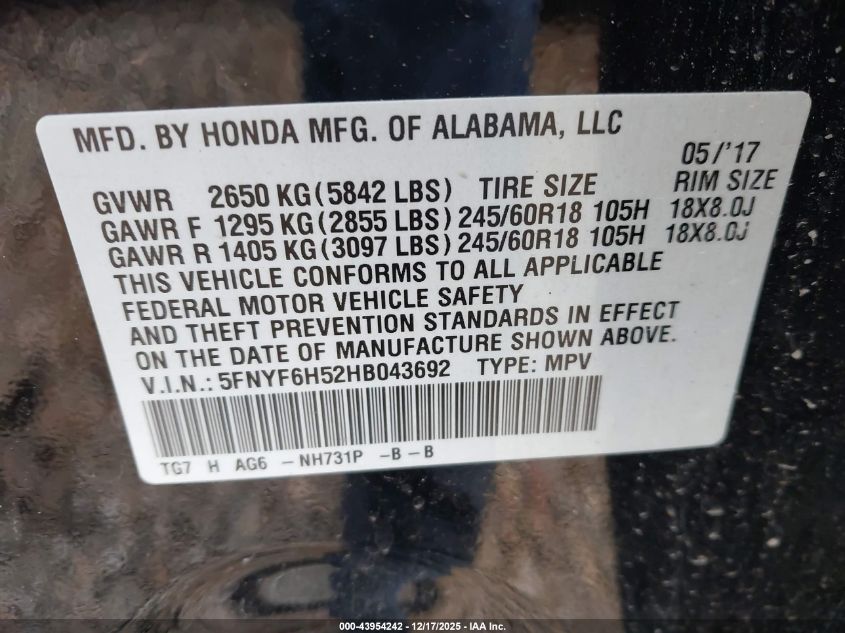 MFD. BY HONDA MFG. OF ALABAMA, LLC
05/'17
GVWR 2650 KG(5842 LBS) TIRE SIZE RIM SIZE
GAWR F 1295 KG(2855 LBS) 245/60R18 105H 18X8.0J
GAWR R 1405 KG(3097 LBS) 245/60R18 105H 18X8.0J
THIS VEHICLE CONFORMS TO ALL APPLICABLE
FEDERAL MOTOR VEHICLE SAFETY
AND THEFT PREVENTION STANDARDS IN EFFECT
ON THE DATE OF MANUFACTURE SHOWN ABOVE.
V.I.N.: 5FNYF6H52HB043692 TYPE: MPV
TG7 H AG6 -NH731P -B-B
000-43954242 - 12/17/2025 - IAA Inc.